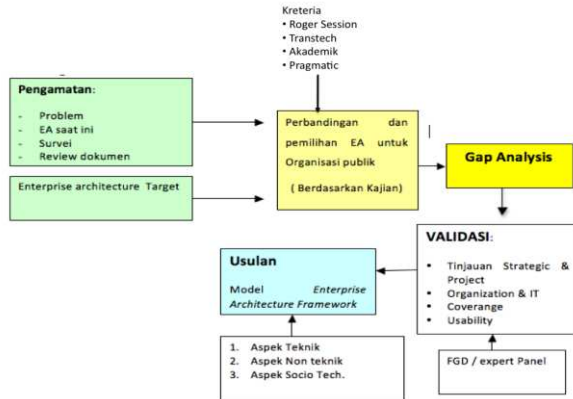 Kreteria
• Roger Session
• Transtech
• Akademik
• Pragmatic
Pengamatan:
- Problem
- EA saat ini
- Survei
- Review dokumen
Enterprise architecture Target
Perbandingan dan
pemilihan EA untuk
Organisasi publik
( Berdasarkan Kajian)
Gap Analysis
VALIDASI:
▪ Tinjauan Strategic &
Project
▪ Organization & IT
▪ Coverange
▪ Usability
Usulan
Model Enterprise
Architecture Framework
1. Aspek Teknik
2. Aspek Non teknik
3. Aspek Socio Tech.
FGD / expert Panel